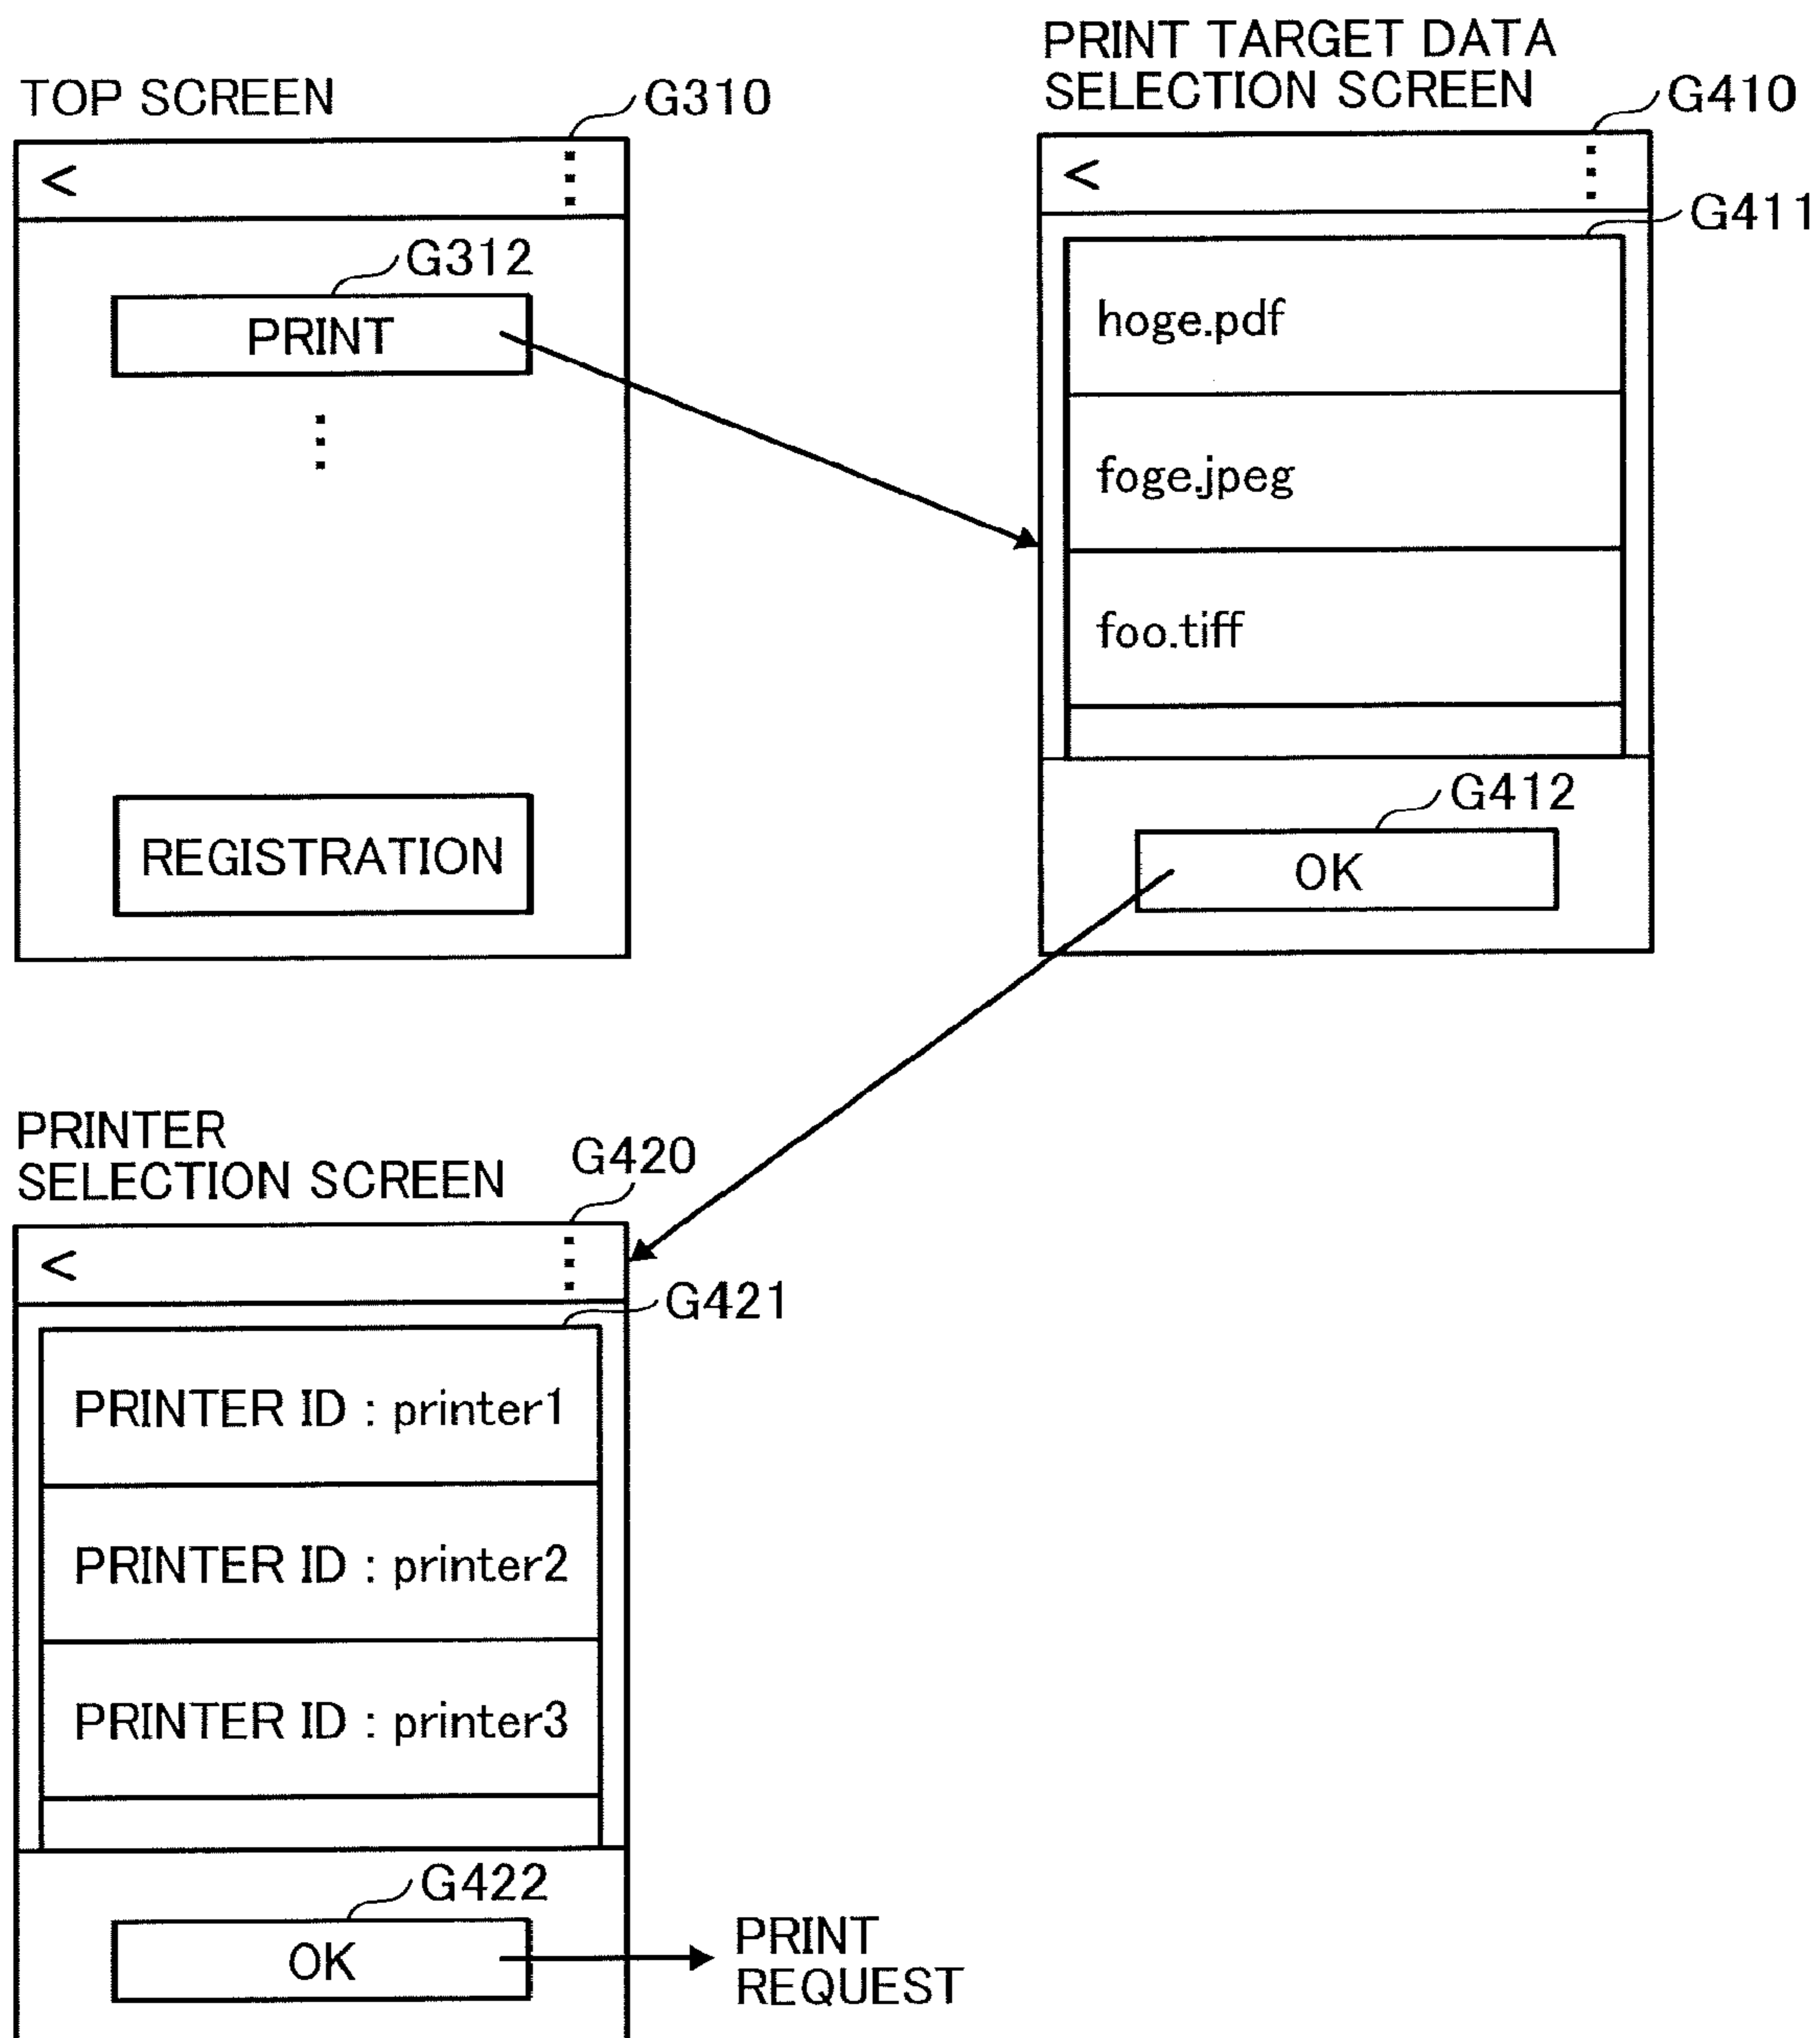 TOP SCREEN
G310
<
G312
PRINT
REGISTRATION
PRINT TARGET DATA
SELECTION SCREEN
G410
<
G411
hoge.pdf
foge.jpeg
foo.tiff
G412
OK
PRINTER
SELECTION SCREEN
G420
<
G421
PRINTER ID : printer1
PRINTER ID : printer2
PRINTER ID : printer3
G422
OK
PRINT
REQUEST